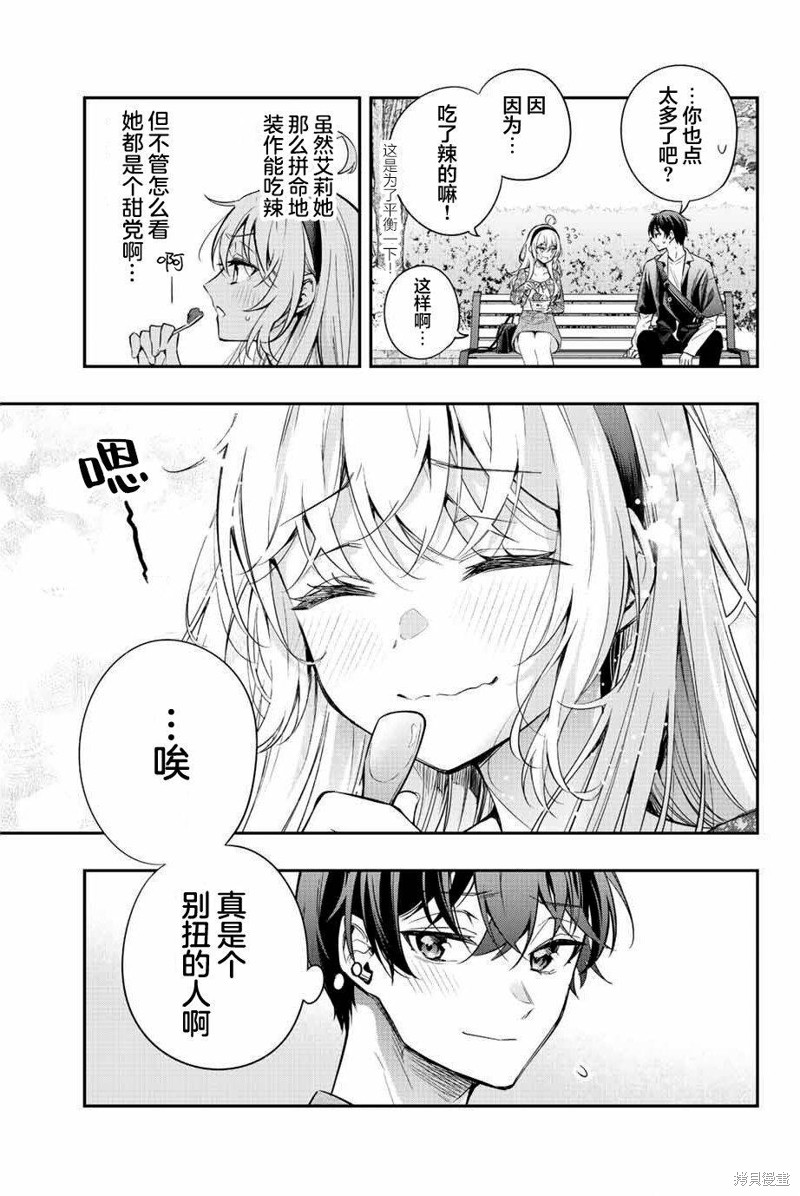 …你也点
太多了吧？
因
因为…
吃了辣的嘛！
这是为了平衡一下！
这样啊…
虽然艾莉她
那么拼命地
装作能吃辣
但不管怎么看
她都是个甜党啊…
啊
嗯
…唉
真是个
别扭的人啊
拷貝漫畫